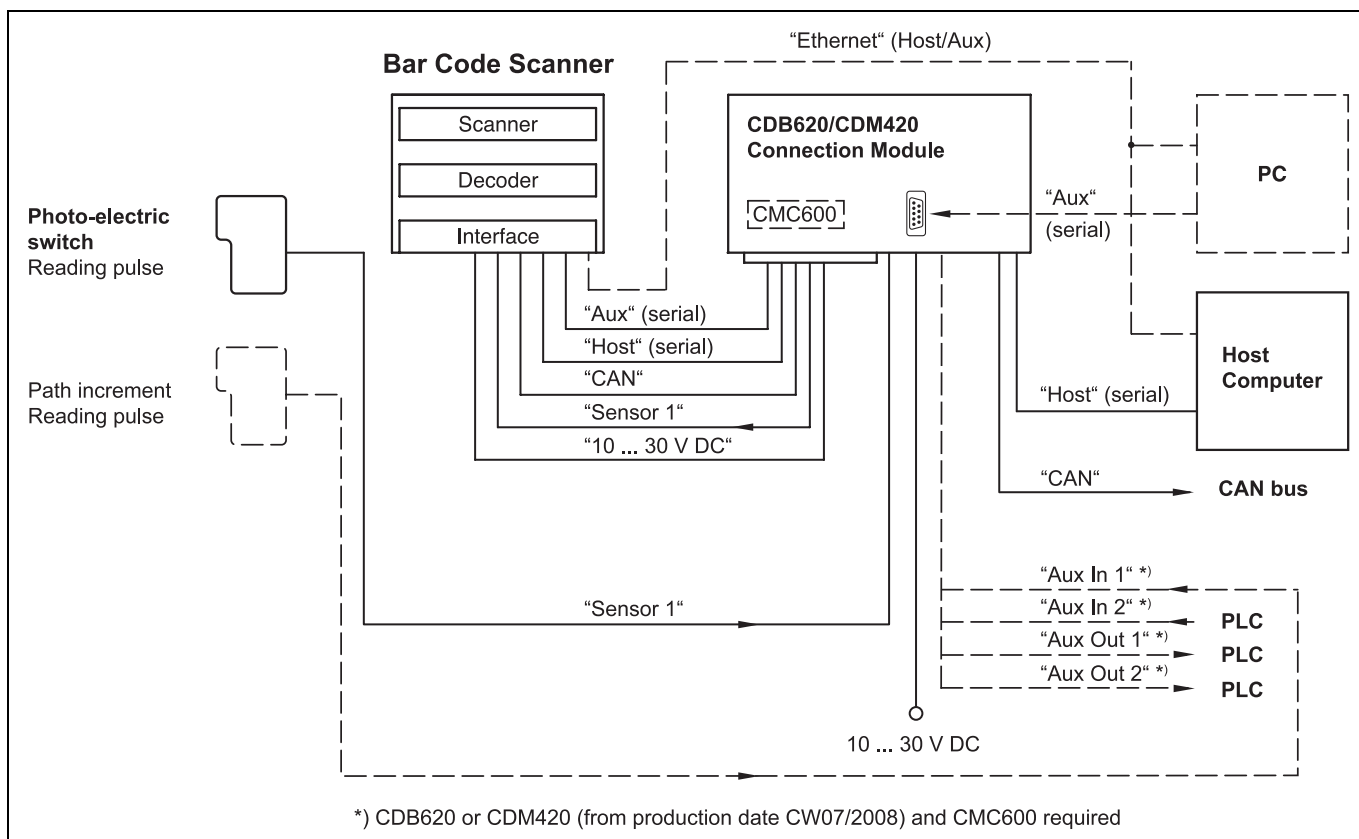 “Ethernet“ (Host/Aux)
Bar Code Scanner
Scanner
Decoder
Interface
CDB620/CDM420
Connection Module
CMC600
PC
“Aux“
(serial)
Photo-electric
switch
Reading pulse
Path increment
Reading pulse
“Aux“ (serial)
“Host“ (serial)
“CAN“
“Sensor 1“
“10 ... 30 V DC“
Host
Computer
“Host“ (serial)
“CAN“
CAN bus
“Sensor 1“
“Aux In 1“ *)
“Aux In 2“ *)
PLC
“Aux Out 1“ *)
PLC
“Aux Out 2“ *)
PLC
10 ... 30 V DC
*) CDB620 or CDM420 (from production date CW07/2008) and CMC600 required